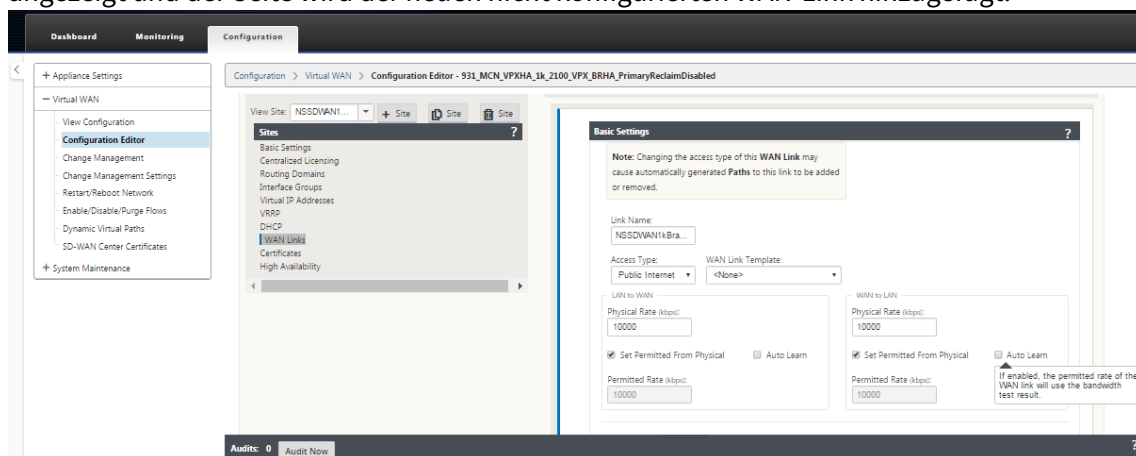 angezeigt und der Seite wird der neuen nicht konfigurierten WAN-Link hinzugefügt.
Dashboard Monitoring Configuration
+ Appliance Settings
− Virtual WAN
View Configuration
Configuration Editor
Change Management
Change Management Settings
Restart/Reboot Network
Enable/Disable/Purge Flows
Dynamic Virtual Paths
SD-WAN Center Certificates
+ System Maintenance
Configuration > Virtual WAN > Configuration Editor - 931_MCN_VPXHA_1k_2100_VPX_BRHA_PrimaryReclaimDisabled
View Site: NSSDWAN1... + Site Site Site
Sites ?
Basic Settings
Centralized Licensing
Routing Domains
Interface Groups
Virtual IP Addresses
VRRP
DHCP
WAN Links
Certificates
High Availability
Basic Settings ?
Note: Changing the access type of this WAN Link may
cause automatically generated Paths to this link to be added
or removed.
Link Name:
NSSDWAN1kBra...
Access Type: WAN Link Template:
Public Internet <None>
LAN to WAN
Physical Rate (kbps):
10000
Set Permitted From Physical Auto Learn
Permitted Rate (kbps):
10000
WAN to LAN
Physical Rate (kbps):
10000
Set Permitted From Physical Auto Learn
Permitted Rate (kbps):
10000
If enabled, the permitted rate of the
WAN link will use the bandwidth
test result.
Audits: 0 Audit Now ?